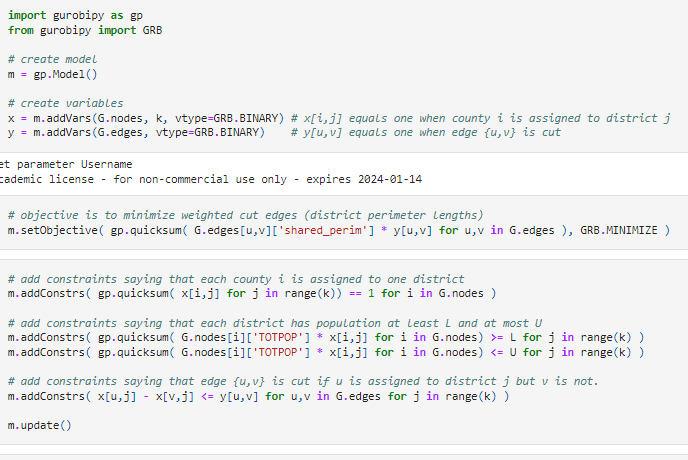 import gurobipy as gp
from gurobipy import GRB
# create model
m = gp.Model()
# create variables
x = m.addVars(G.nodes, k, vtype=GRB.BINARY) # x[i,j] equals one when county i is assigned to district j
y = m.addVars(G.edges, vtype=GRB.BINARY)    # y[u,v] equals one when edge {u,v} is cut
et parameter Username
cademic license - for non-commercial use only - expires 2024-01-14
# objective is to minimize weighted cut edges (district perimeter lengths)
m.setObjective( gp.quicksum( G.edges[u,v]['shared_perim'] * y[u,v] for u,v in G.edges ), GRB.MINIMIZE )
# add constraints saying that each county i is assigned to one district
m.addConstrs( gp.quicksum( x[i,j] for j in range(k)) == 1 for i in G.nodes )
# add constraints saying that each district has population at least L and at most U
m.addConstrs( gp.quicksum( G.nodes[i]['TOTPOP'] * x[i,j] for i in G.nodes) >= L for j in range(k) )
m.addConstrs( gp.quicksum( G.nodes[i]['TOTPOP'] * x[i,j] for i in G.nodes) <= U for j in range(k) )
# add constraints saying that edge {u,v} is cut if u is assigned to district j but v is not.
m.addConstrs( x[u,j] - x[v,j] <= y[u,v] for u,v in G.edges for j in range(k) )
m.update()